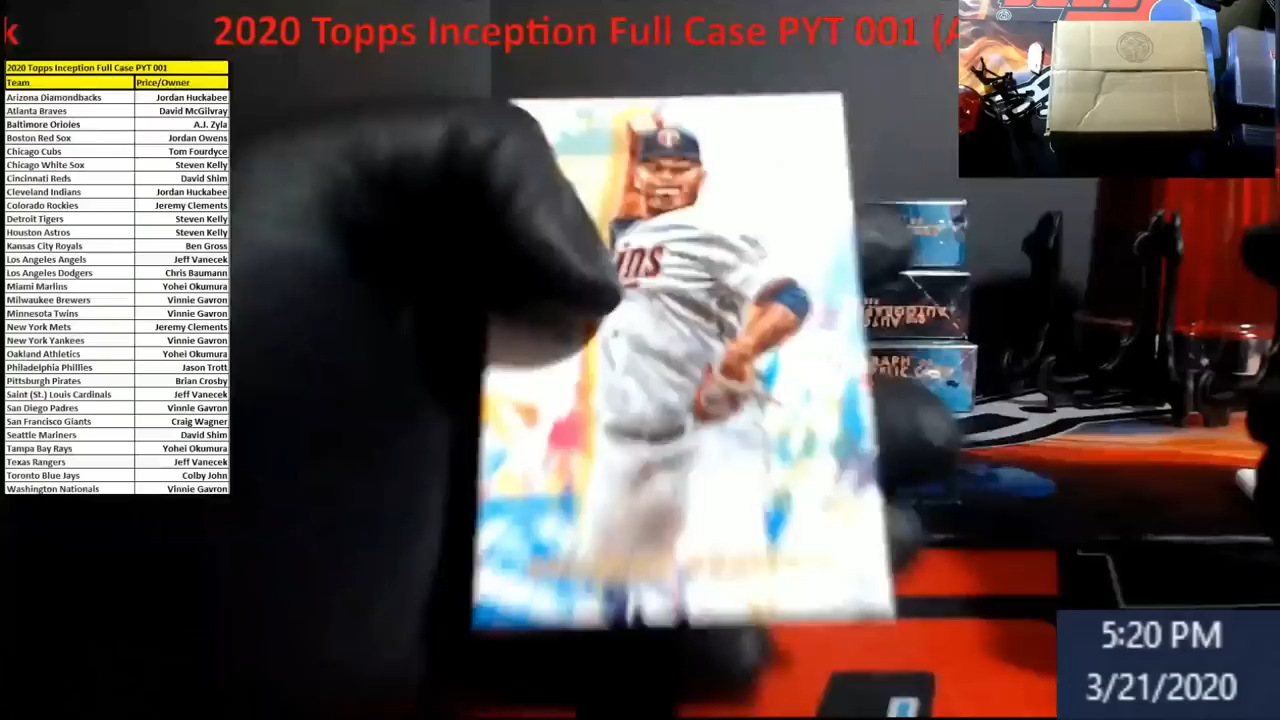 k 2020 Topps Inception Full Case PYT 001 (A
2020 Topps Inception Full Case PYT 001
Team Price/Owner
Arizona Diamondbacks Jordan Huckabee
Atlanta Braves David McGilvray
Baltimore Orioles A.J. Zyla
Boston Red Sox Jordan Owens
Chicago Cubs Tom Fourdyce
Chicago White Sox Steven Kelly
Cincinnati Reds David Shim
Cleveland Indians Jordan Huckabee
Colorado Rockies Jeremy Clements
Detroit Tigers Steven Kelly
Houston Astros Steven Kelly
Kansas City Royals Ben Gross
Los Angeles Angels Jeff Vanecek
Los Angeles Dodgers Chris Baumann
Miami Marlins Yohei Okumura
Milwaukee Brewers Vinnie Gavron
Minnesota Twins Vinnie Gavron
New York Mets Jeremy Clements
New York Yankees Vinnie Gavron
Oakland Athletics Yohei Okumura
Philadelphia Phillies Jason Trott
Pittsburgh Pirates Brian Crosby
Saint (St.) Louis Cardinals Jeff Vanecek
San Diego Padres Vinnie Gavron
San Francisco Giants Craig Wagner
Seattle Mariners David Shim
Tampa Bay Rays Yohei Okumura
Texas Rangers Jeff Vanecek
Toronto Blue Jays Colby John
Washington Nationals Vinnie Gavron
ins
5:20 PM
3/21/2020